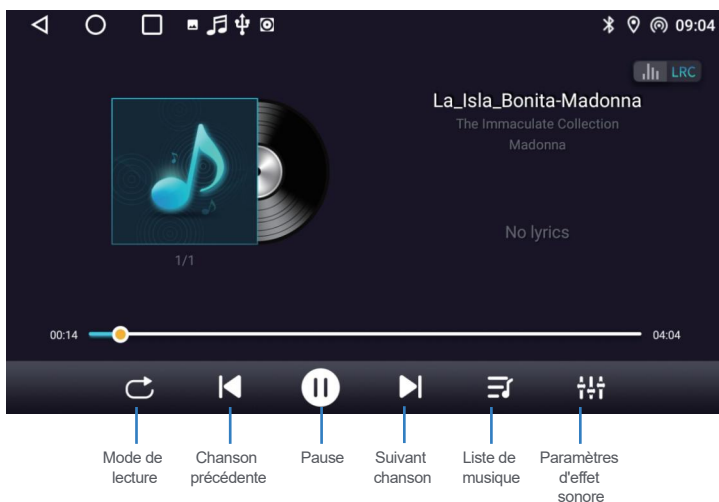 09:04
LRC
La_Isla_Bonita-Madonna
The Immaculate Collection
Madonna
No lyrics
1/1
00:14
04:04
Mode de
lecture
Chanson
précédente
Pause
Suivant
chanson
Liste de
musique
Paramètres
d'effet
sonore